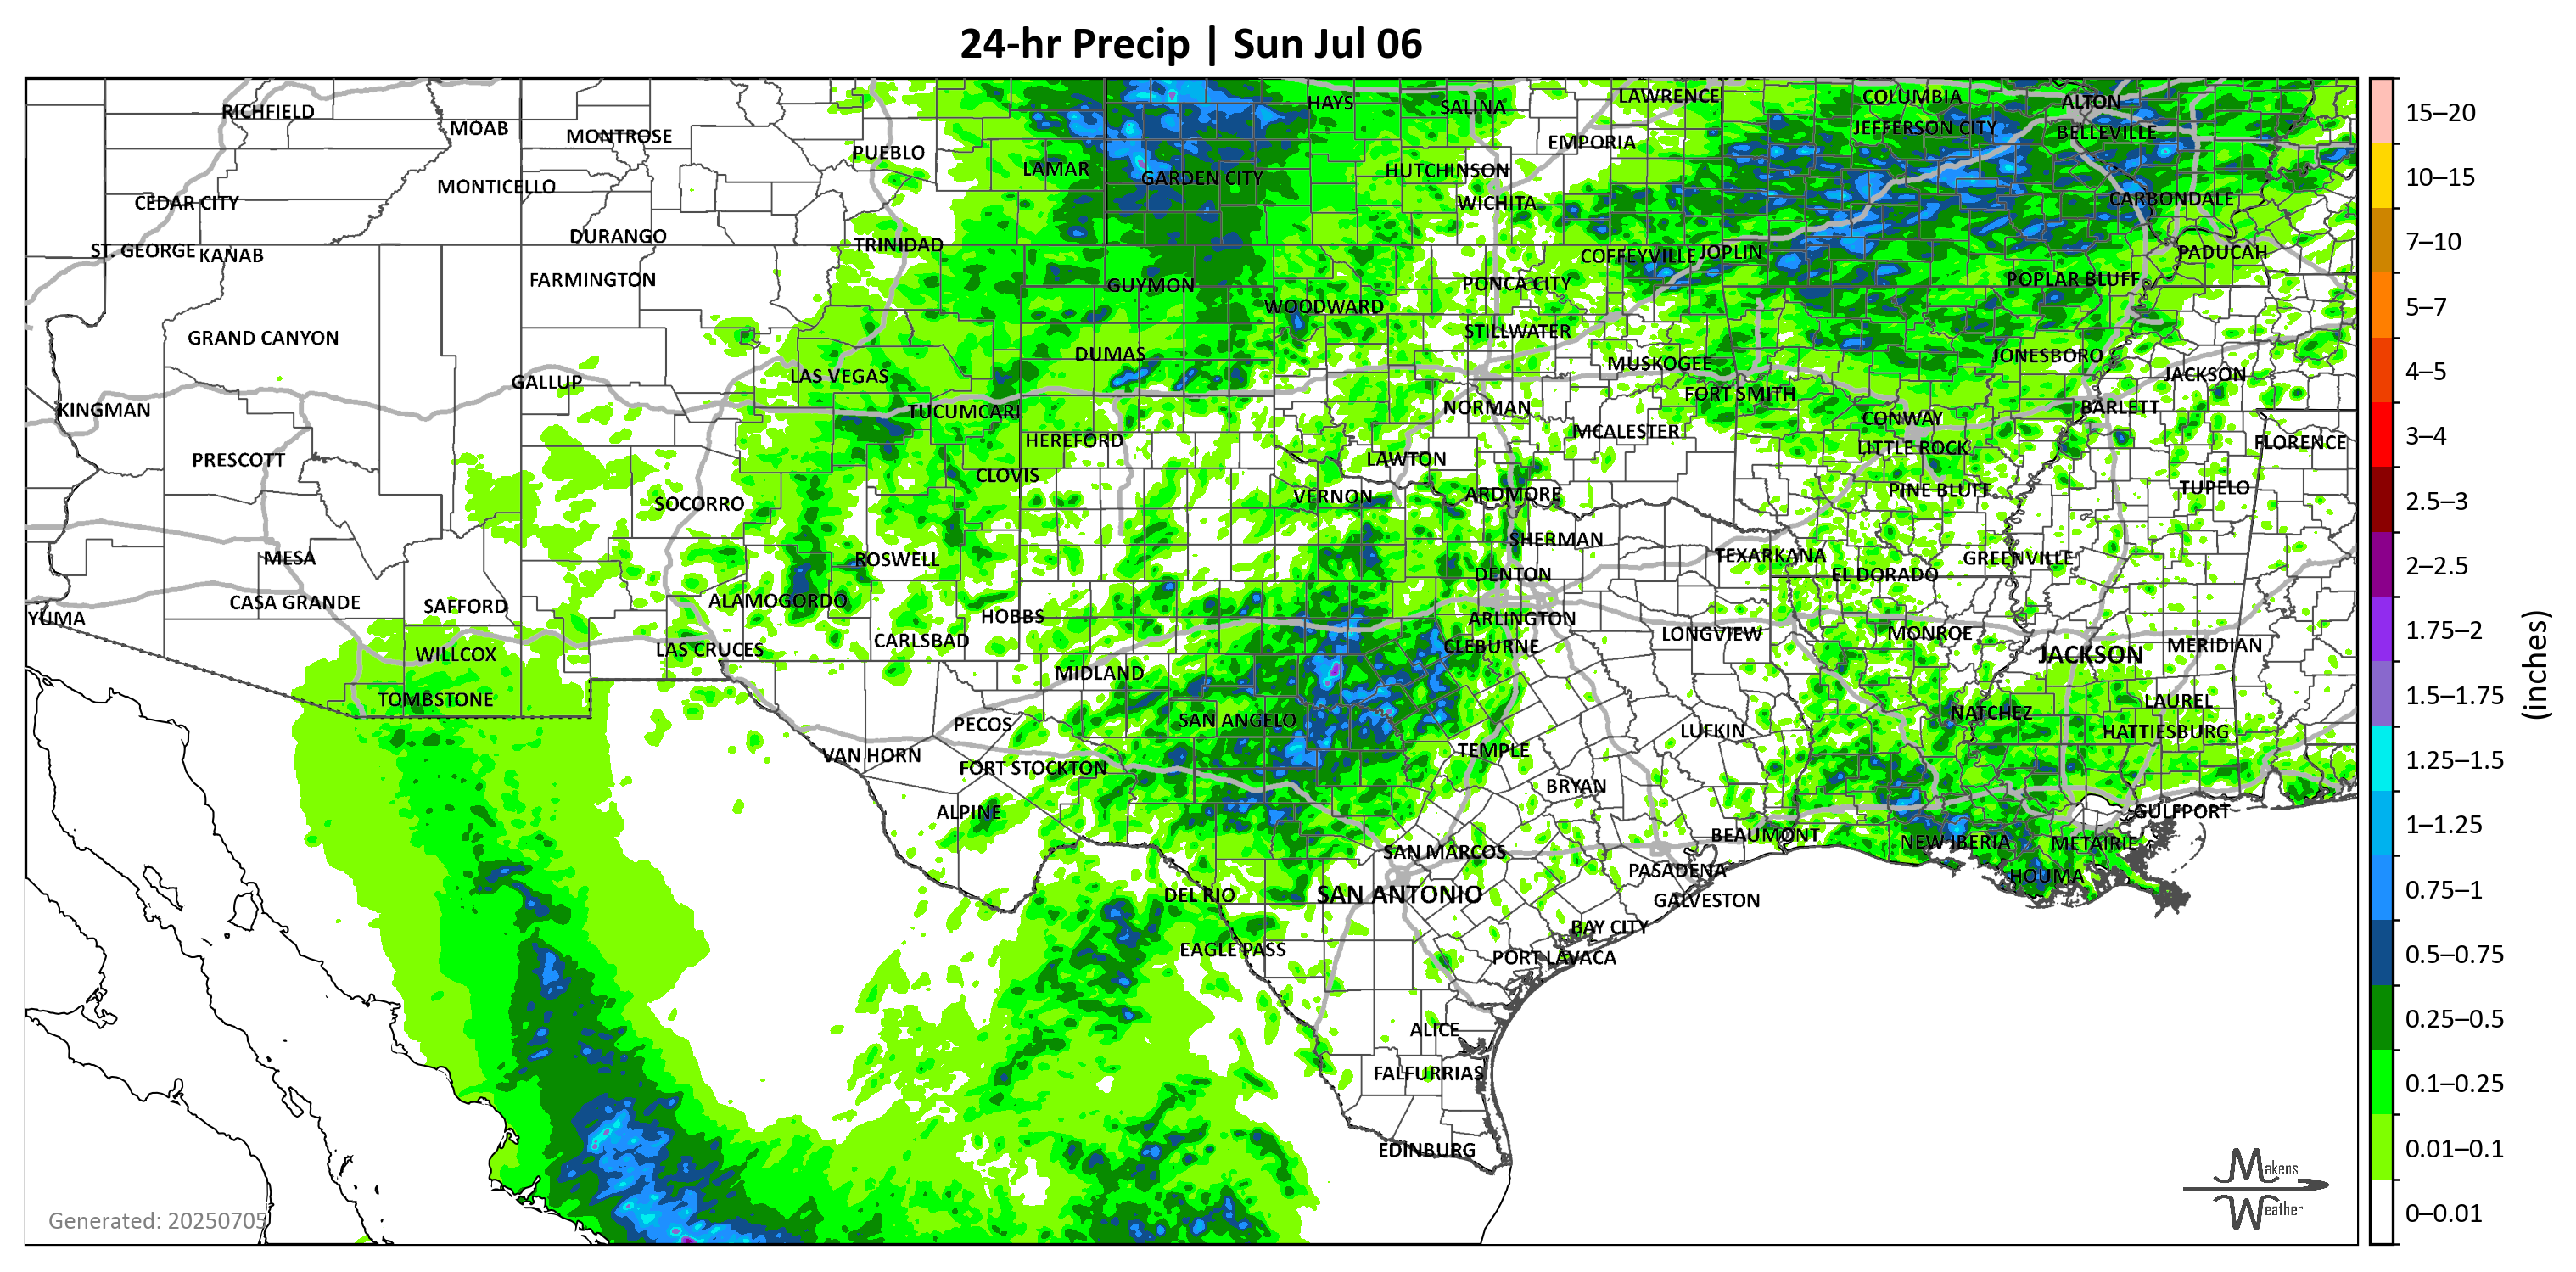 24-hr Precip | Sun Jul 06
RICHFIELD
MOAB
MONTROSE
PUEBLO
LAMAR
GARDEN CITY
HAYS
SALINA
LAWRENCE
EMPORIA
COLUMBIA
ALTON
JEFFERSON CITY
BELLEVILLE
HUTCHINSON
WICHITA
CARBONDALE
MONTICELLO
CEDAR CITY
DURANGO
TRINIDAD
ST. GEORGE
KANAB
FARMINGTON
GUYMON
WOODWARD
PONCA CITY
COFFEYVILLE
JOPLIN
POPLAR BLUFF
PADUCAH
GRAND CANYON
STILLWATER
DUMAS
MUSKOGEE
JONESBORO
JACKSON
GALLUP
LAS VEGAS
FORT SMITH
KINGMAN
TUCUMCARI
NORMAN
CONWAY
BARLETT
HEREFORD
MCALESTER
LITTLE ROCK
FLORENCE
PRESCOTT
CLOVIS
LAWTON
SOCORRO
VERNON
ARDMORE
PINE BLUFF
TUPELO
MESA
ROSWELL
SHERMAN
TEXARKANA
GREENVILLE
DENTON
EL DORADO
CASA GRANDE
SAFFORD
ALAMOGORDO
HOBBS
YUMA
ARLINGTON
LONGVIEW
MONROE
WILLCOX
LAS CRUCES
CARLSBAD
CLEBURNE
JACKSON
MERIDIAN
MIDLAND
TOMBSTONE
PECOS
SAN ANGELO
NATCHEZ
LAUREL
VAN HORN
TEMPLE
LUFKIN
HATTIESBURG
FORT STOCKTON
BRYAN
ALPINE
GULFPORT
BEAUMONT
NEW IBERIA
METAIRIE
SAN MARCOS
PASADENA
HOUMA
DEL RIO
SAN ANTONIO
GALVESTON
BAY CITY
EAGLE PASS
PORT LAVACA
ALICE
FALFURRIAS
EDINBURG
Generated: 20250705
Makens
Weather
15–20
10–15
7–10
5–7
4–5
3–4
2.5–3
2–2.5
1.75–2
1.5–1.75
1.25–1.5
1–1.25
0.75–1
0.5–0.75
0.25–0.5
0.1–0.25
0.01–0.1
0–0.01
(inches)